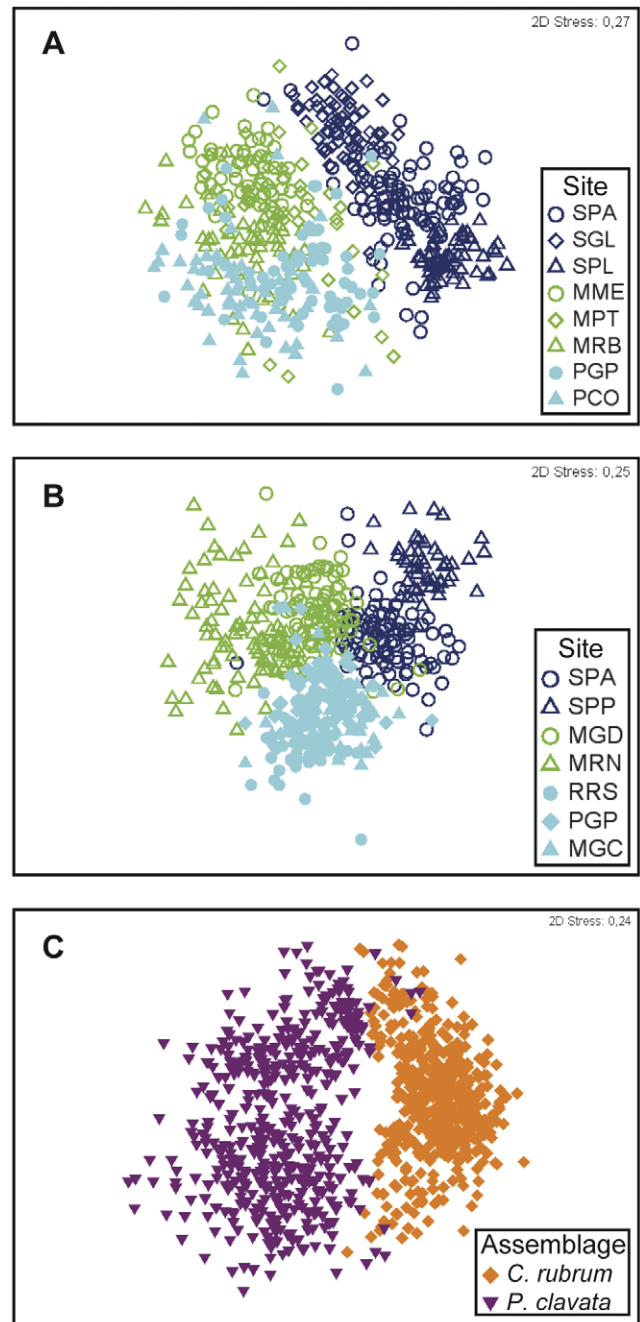 A
2D Stress: 0,27
Site
SPA
SGL
SPL
MME
MPT
MRB
PGP
PCO
B
2D Stress: 0,25
Site
SPA
SPP
MGD
MRN
RRS
PGP
MGC
C
2D Stress: 0,24
Assemblage
C. rubrum
P. clavata